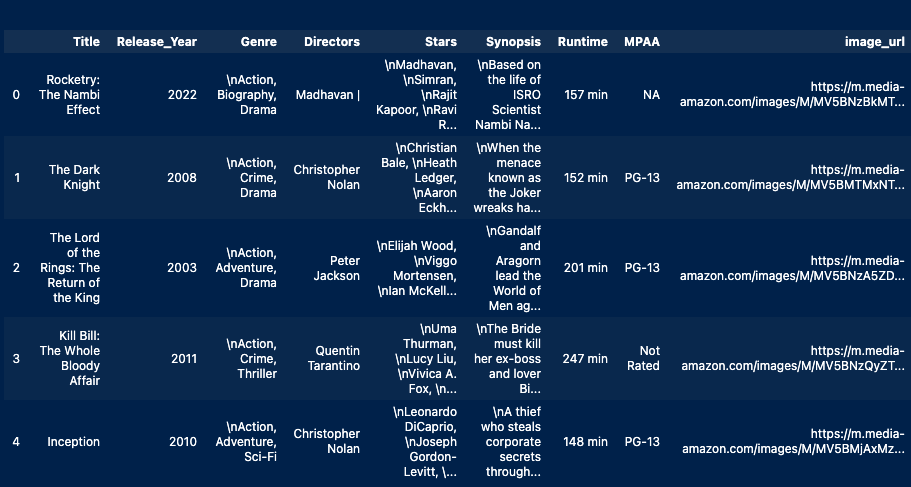 Title Release_Year Genre Directors Stars Synopsis Runtime MPAA image_url
0 Rocketry: The Nambi Effect 2022 \nAction, Biography, Drama Madhavan | \nMadhavan, \nSimran, \nRajit Kapoor, \nRavi R... \nBased on the life of ISRO Scientist Nambi Na... 157 min NA https://m.media-amazon.com/images/M/MV5BNzBkMT...
1 The Dark Knight 2008 \nAction, Crime, Drama Christopher Nolan \nChristian Bale, \nHeath Ledger, \nAaron Eckh... \nWhen the menace known as the Joker wreaks ha... 152 min PG-13 https://m.media-amazon.com/images/M/MV5BMTMxNT...
2 The Lord of the Rings: The Return of the King 2003 \nAction, Adventure, Drama Peter Jackson \nElijah Wood, \nViggo Mortensen, \nIan McKell... \nGandalf and Aragorn lead the World of Men ag... 201 min PG-13 https://m.media-amazon.com/images/M/MV5BNzA5ZD...
3 Kill Bill: The Whole Bloody Affair 2011 \nAction, Crime, Thriller Quentin Tarantino \nUma Thurman, \nLucy Liu, \nVivica A. Fox, \n... \nThe Bride must kill her ex-boss and lover Bi... 247 min Not Rated https://m.media-amazon.com/images/M/MV5BNzQyZT...
4 Inception 2010 \nAction, Adventure, Sci-Fi Christopher Nolan \nLeonardo DiCaprio, \nJoseph Gordon-Levitt, \... \nA thief who steals corporate secrets through... 148 min PG-13 https://m.media-amazon.com/images/M/MV5BMjAxMz...